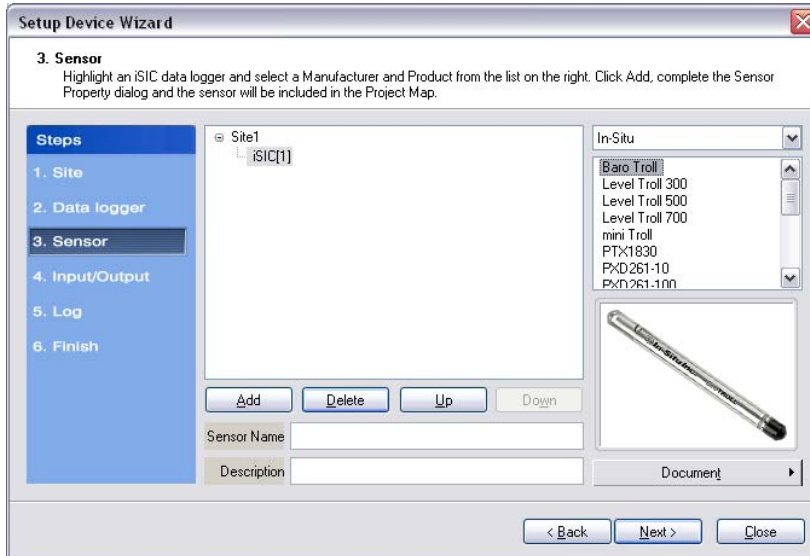 Setup Device Wizard
3. Sensor
Highlight an iSIC data logger and select a Manufacturer and Product from the list on the right. Click Add, complete the Sensor
Property dialog and the sensor will be included in the Project Map.
Steps
1. Site
2. Data logger
3. Sensor
4. Input/Output
5. Log
6. Finish
Site1
iSIC[1]
Add
Delete
Up
Down
Sensor Name
Description
In-Situ
Baro Troll
Level Troll 300
Level Troll 500
Level Troll 700
mini Troll
PTX1830
PXD261-10
PXD261-100
In-Situ Inc.
Document
< Back
Next >
Close